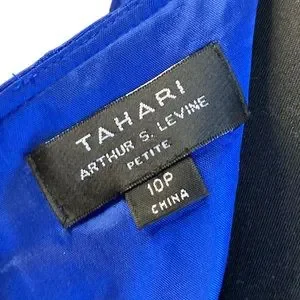 TAHARI
ARTHUR S. LEVINE
PETITE
10P
CHINA